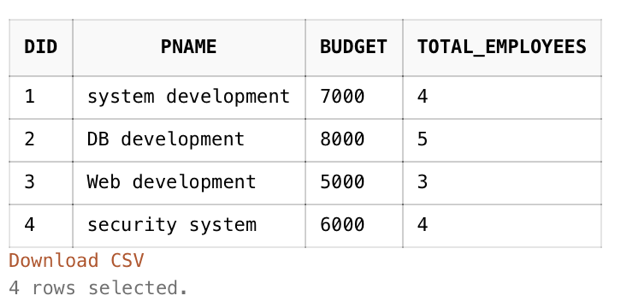 DID PNAME BUDGET TOTAL_EMPLOYEES
1 system development 7000 4
2 DB development 8000 5
3 Web development 5000 3
4 security system 6000 4
Download CSV
4 rows selected.